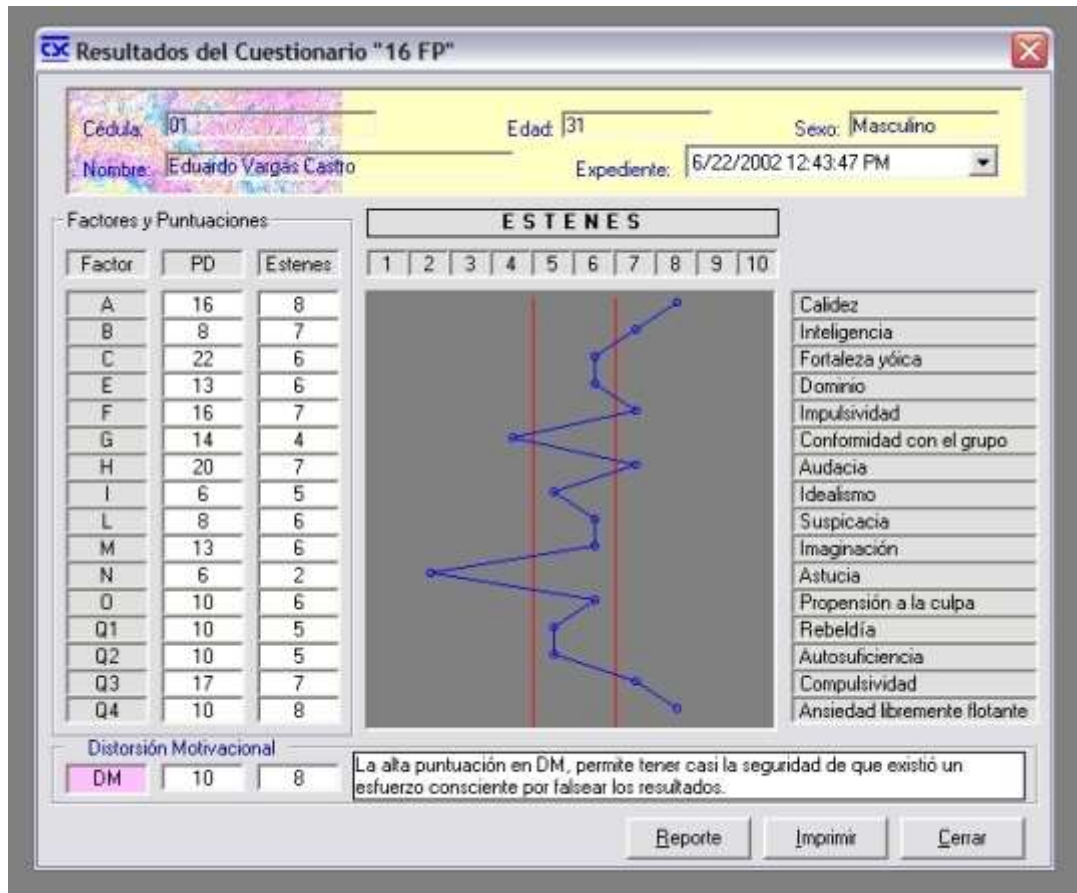 CSC Resultados del Cuestionario "16 FP"
Cédula: 01 Edad: 31 Sexo: Masculino
Nombre: Eduardo Vargas Castro Expediente: 6/22/2002 12:43:47 PM
Factores y Puntuaciones ESTENES
Factor PD Estenes 1 2 3 4 5 6 7 8 9 10
A 16 8 Calidez
B 8 7 Inteligencia
C 22 6 Fortaleza yóica
E 13 6 Dominio
F 16 7 Impulsividad
G 14 4 Conformidad con el grupo
H 20 7 Audacia
I 6 5 Idealismo
L 8 6 Suspicacia
M 13 6 Imaginación
N 6 2 Astucia
O 10 6 Propensión a la culpa
Q1 10 5 Rebeldía
Q2 10 5 Autosuficiencia
Q3 17 7 Compulsividad
Q4 10 8 Ansiedad libremente flotante
Distorsión Motivacional
DM 10 8 La alta puntuación en DM, permite tener casi la seguridad de que existió un
esfuerzo consciente por falsear los resultados.
Reporte Imprimir Cerrar